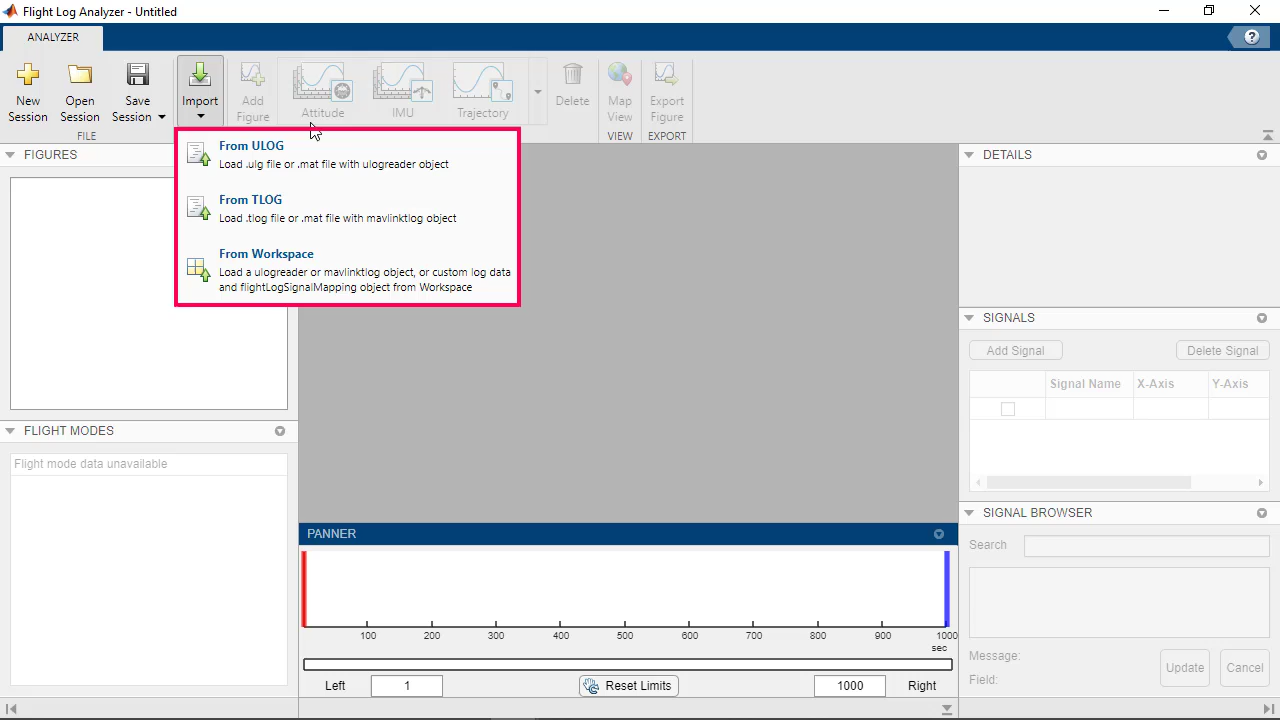 Flight Log Analyzer - Untitled
ANALYZER
?
New Session
Open Session
Save Session
Import
Add Figure
Attitude
IMU
Trajectory
Delete
Map View
Export Figure
FILE
VIEW
EXPORT
From ULOG
Load .ulg file or .mat file with ulogreader object
From TLOG
Load .tlog file or .mat file with mavlinktlog object
From Workspace
Load a ulogreader or mavlinktlog object, or custom log data
and flightLogSignalMapping object from Workspace
FIGURES
FLIGHT MODES
Flight mode data unavailable
PANNER
100 200 300 400 500 600 700 800 900 1000
sec
Left 1 Reset Limits 1000 Right
DETAILS
SIGNALS
Add Signal Delete Signal
Signal Name X-Axis Y-Axis
SIGNAL BROWSER
Search
Message:
Field:
Update Cancel